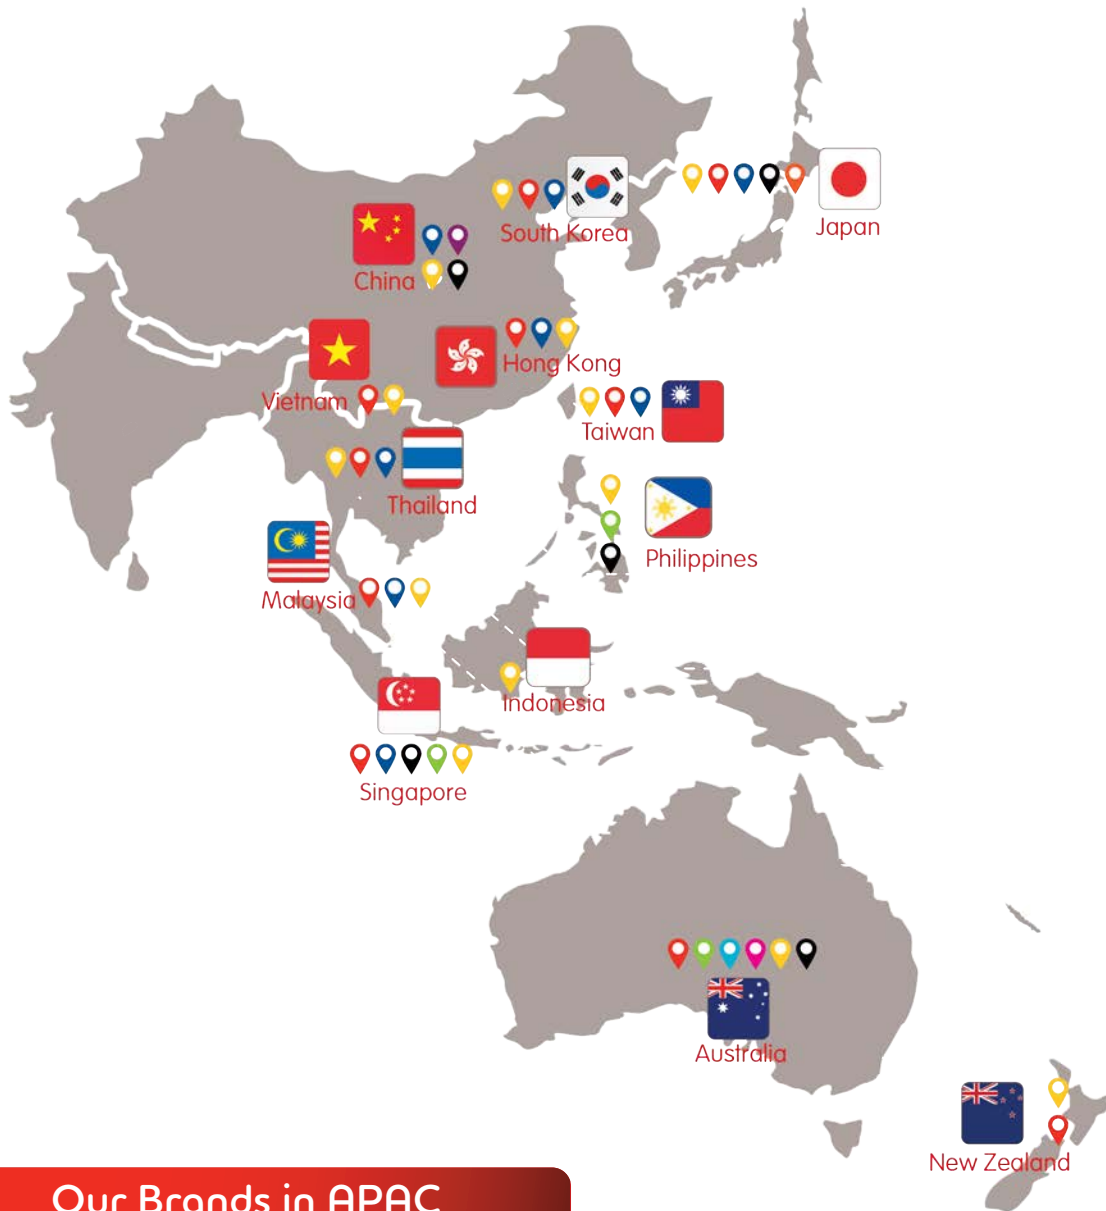 Japan
South Korea
China
Hong Kong
Vietnam
Taiwan
Thailand
Philippines
Malaysia
Indonesia
Singapore
Australia
New Zealand
Our Brands in APAC